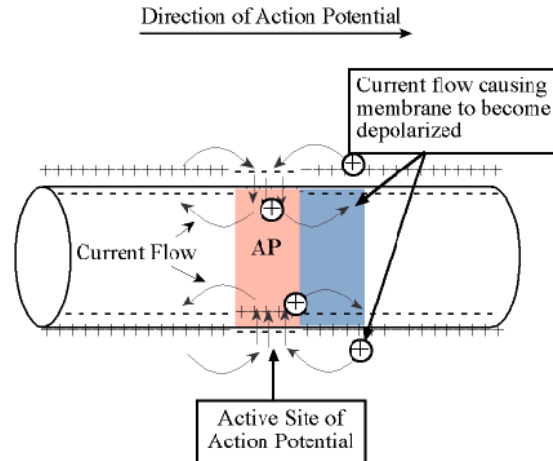 Direction of Action Potential
Current flow causing
membrane to become
depolarized
AP
Current Flow
Active Site of
Action Potential